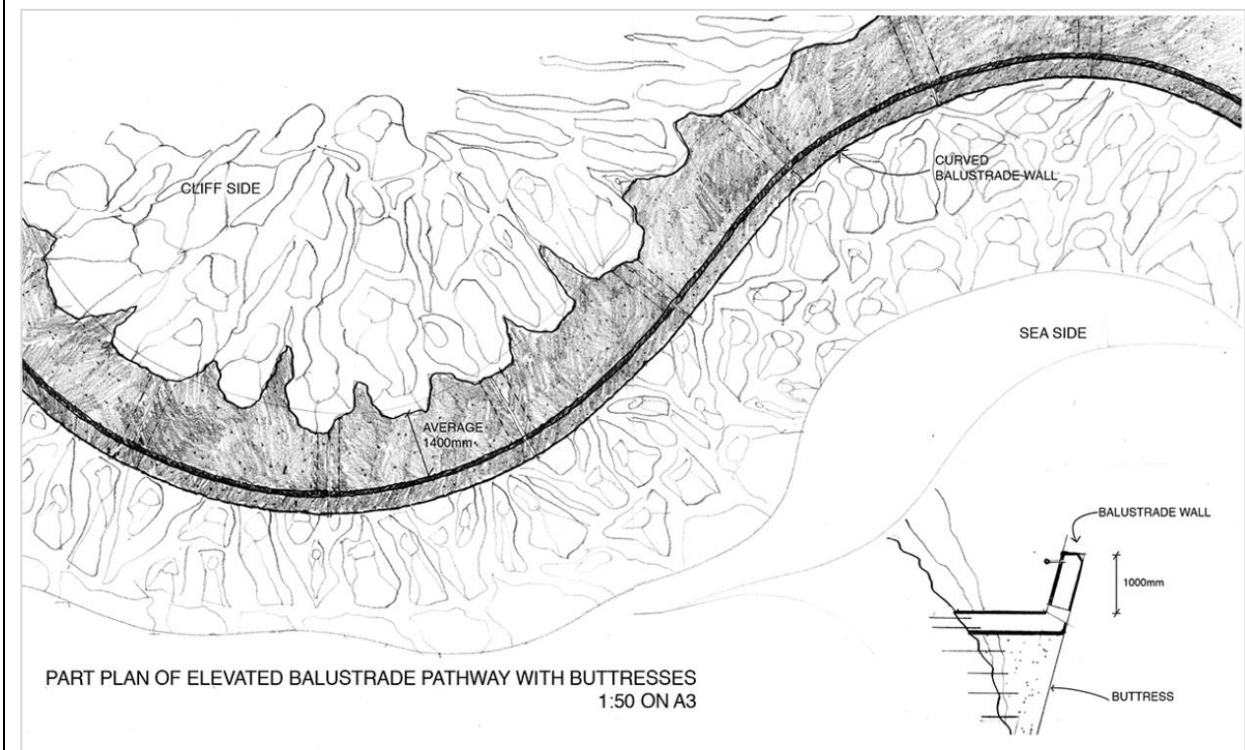 CLIFF SIDE
CURVED
BALUSTRADE WALL
SEA SIDE
AVERAGE
1400mm
BALUSTRADE WALL
1000mm
BUTTRESS
PART PLAN OF ELEVATED BALUSTRADE PATHWAY WITH BUTTRESSES
1:50 ON A3